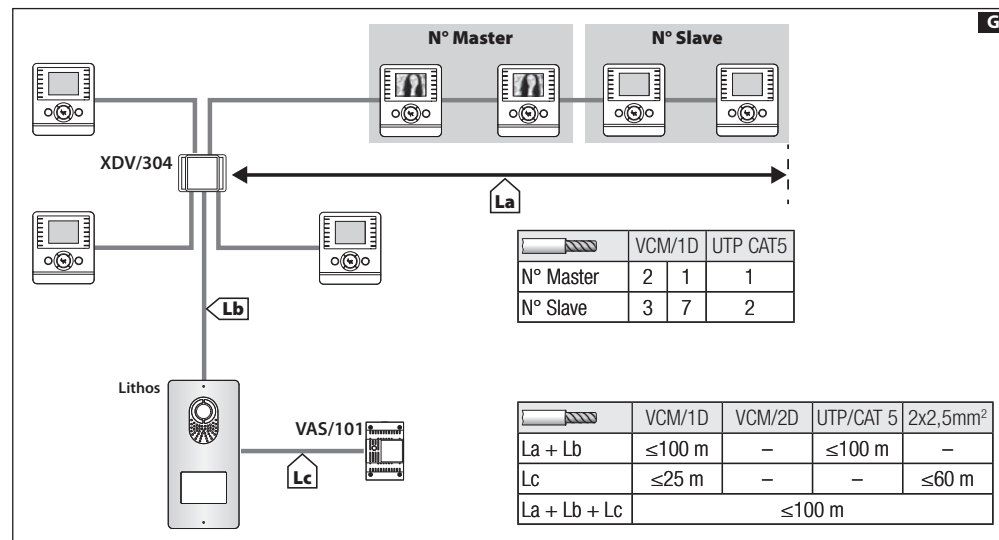 G
N° Master N° Slave
XDV/304
La
VCM/1D UTP CAT5
N° Master 2 1 1
N° Slave 3 7 2
Lb
Lithos
VAS/101
Lc
VCM/1D VCM/2D UTP/CAT 5 2x2,5mm²
La + Lb ≤100 m – ≤100 m –
Lc ≤25 m – – ≤60 m
La + Lb + Lc ≤100 m